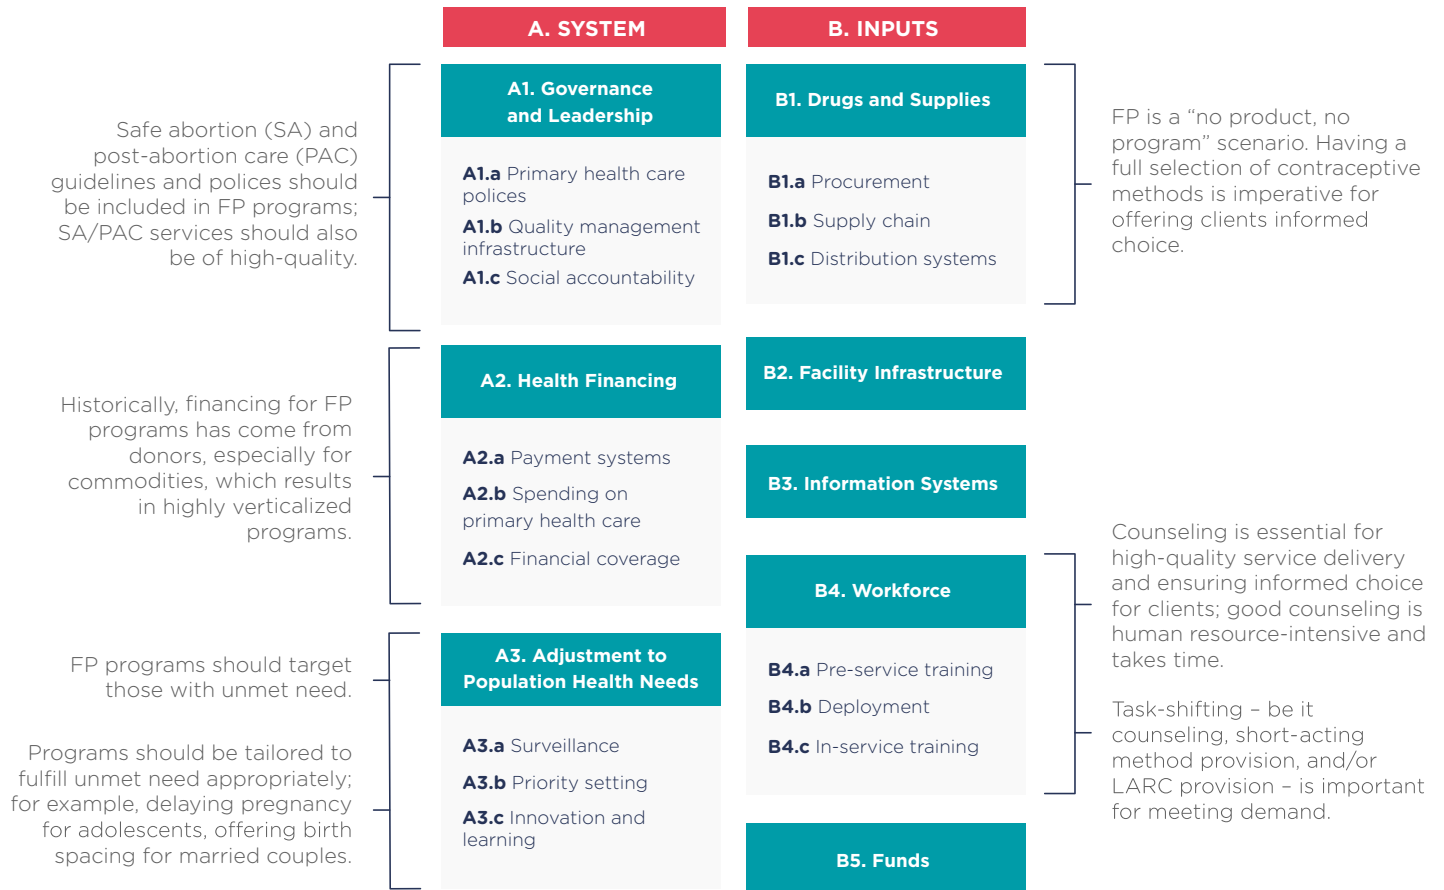 A. SYSTEM
B. INPUTS
Safe abortion (SA) and
post-abortion care (PAC)
guidelines and polices should
be included in FP programs;
SA/PAC services should also
be of high-quality.
A1. Governance
and Leadership
A1.a Primary health care
polices
A1.b Quality management
infrastructure
A1.c Social accountability
Historically, financing for FP
programs has come from
donors, especially for
commodities, which results
in highly verticalized
programs.
A2. Health Financing
A2.a Payment systems
A2.b Spending on
primary health care
A2.c Financial coverage
FP programs should target
those with unmet need.
Programs should be tailored to
fulfill unmet need appropriately;
for example, delaying pregnancy
for adolescents, offering birth
spacing for married couples.
A3. Adjustment to
Population Health Needs
A3.a Surveillance
A3.b Priority setting
A3.c Innovation and
learning
B1. Drugs and Supplies
B1.a Procurement
B1.b Supply chain
B1.c Distribution systems
FP is a “no product, no
program” scenario. Having a
full selection of contraceptive
methods is imperative for
offering clients informed
choice.
B2. Facility Infrastructure
B3. Information Systems
B4. Workforce
B4.a Pre-service training
B4.b Deployment
B4.c In-service training
Counseling is essential for
high-quality service delivery
and ensuring informed choice
for clients; good counseling is
human resource-intensive and
takes time.
Task-shifting – be it
counseling, short-acting
method provision, and/or
LARC provision – is important
for meeting demand.
B5. Funds